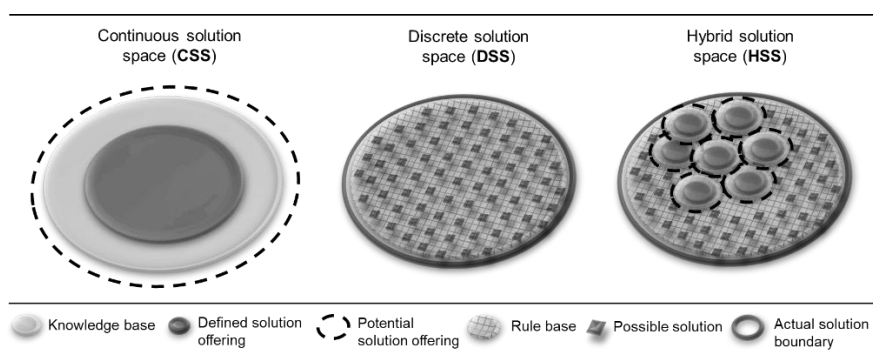 Continuous solution
space (CSS)
Discrete solution
space (DSS)
Hybrid solution
space (HSS)
Knowledge base
Defined solution
offering
Potential
solution offering
Rule base
Possible solution
Actual solution
boundary